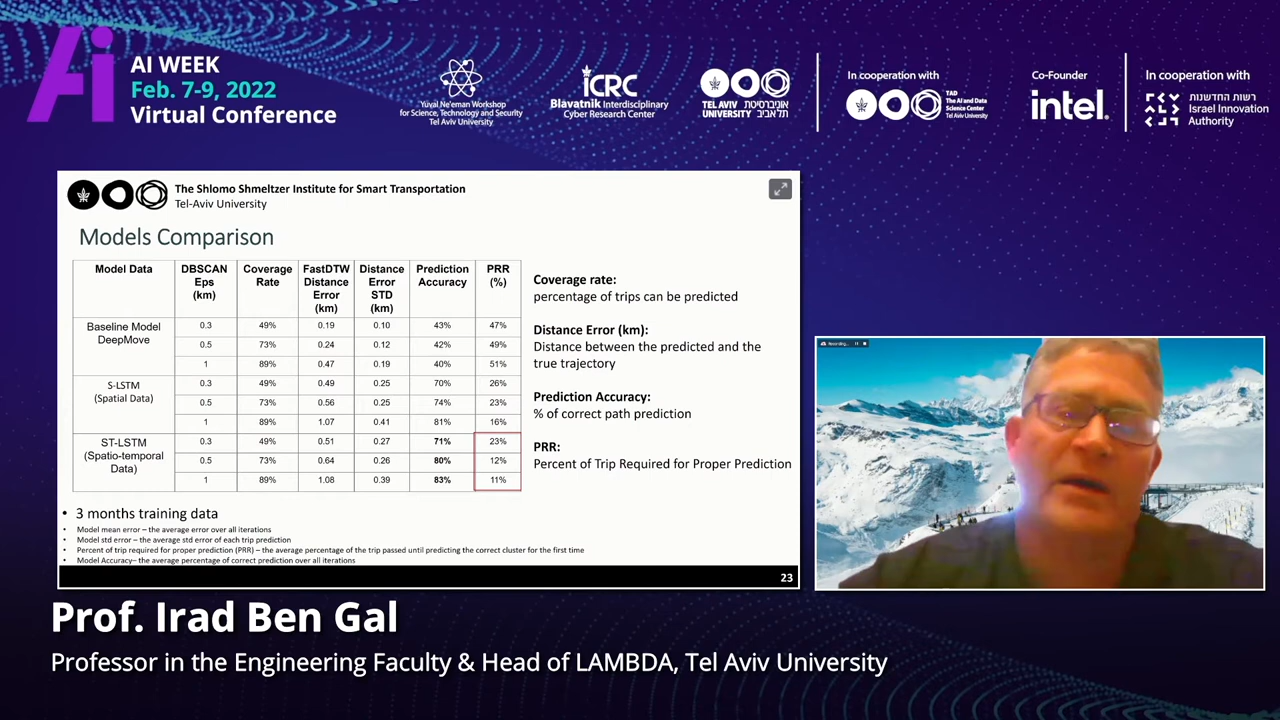 Ai
AI WEEK
Feb. 7-9, 2022
Virtual Conference
Yuval Ne'eman Workshop
for Science, Technology and Security
Tel Aviv University
iCRC
Blavatnik Interdisciplinary
Cyber Research Center
TEL AVIV אוניברסיטת
UNIVERSITY תל אביב
In cooperation with
TAD
The AI and Data
Science Center
Tel Aviv University
Co-Founder
intel.
In cooperation with
רשות החדשנות
Israel Innovation
Authority
The Shlomo Shmeltzer Institute for Smart Transportation
Tel-Aviv University
Models Comparison
Model Data DBSCAN Eps (km) Coverage Rate FastDTW Distance Error (km) Distance Error STD (km) Prediction Accuracy PRR (%)
Baseline Model DeepMove 0.3 49% 0.19 0.10 43% 47%
0.5 73% 0.24 0.12 42% 49%
1 89% 0.47 0.19 40% 51%
S-LSTM (Spatial Data) 0.3 49% 0.49 0.25 70% 26%
0.5 73% 0.56 0.25 74% 23%
1 89% 1.07 0.41 81% 16%
ST-LSTM (Spatio-temporal Data) 0.3 49% 0.51 0.27 71% 23%
0.5 73% 0.64 0.26 80% 12%
1 89% 1.08 0.39 83% 11%
Coverage rate:
percentage of trips can be predicted
Distance Error (km):
Distance between the predicted and the
true trajectory
Prediction Accuracy:
% of correct path prediction
PRR:
Percent of Trip Required for Proper Prediction
• 3 months training data
• Model mean error – the average error over all iterations
• Model std error – the average std error of each trip prediction
• Percent of trip required for proper prediction (PRR) – the average percentage of the trip passed until predicting the correct cluster for the first time
• Model Accuracy– the average percentage of correct prediction over all iterations
23
Recording...
Prof. Irad Ben Gal
Professor in the Engineering Faculty & Head of LAMBDA, Tel Aviv University